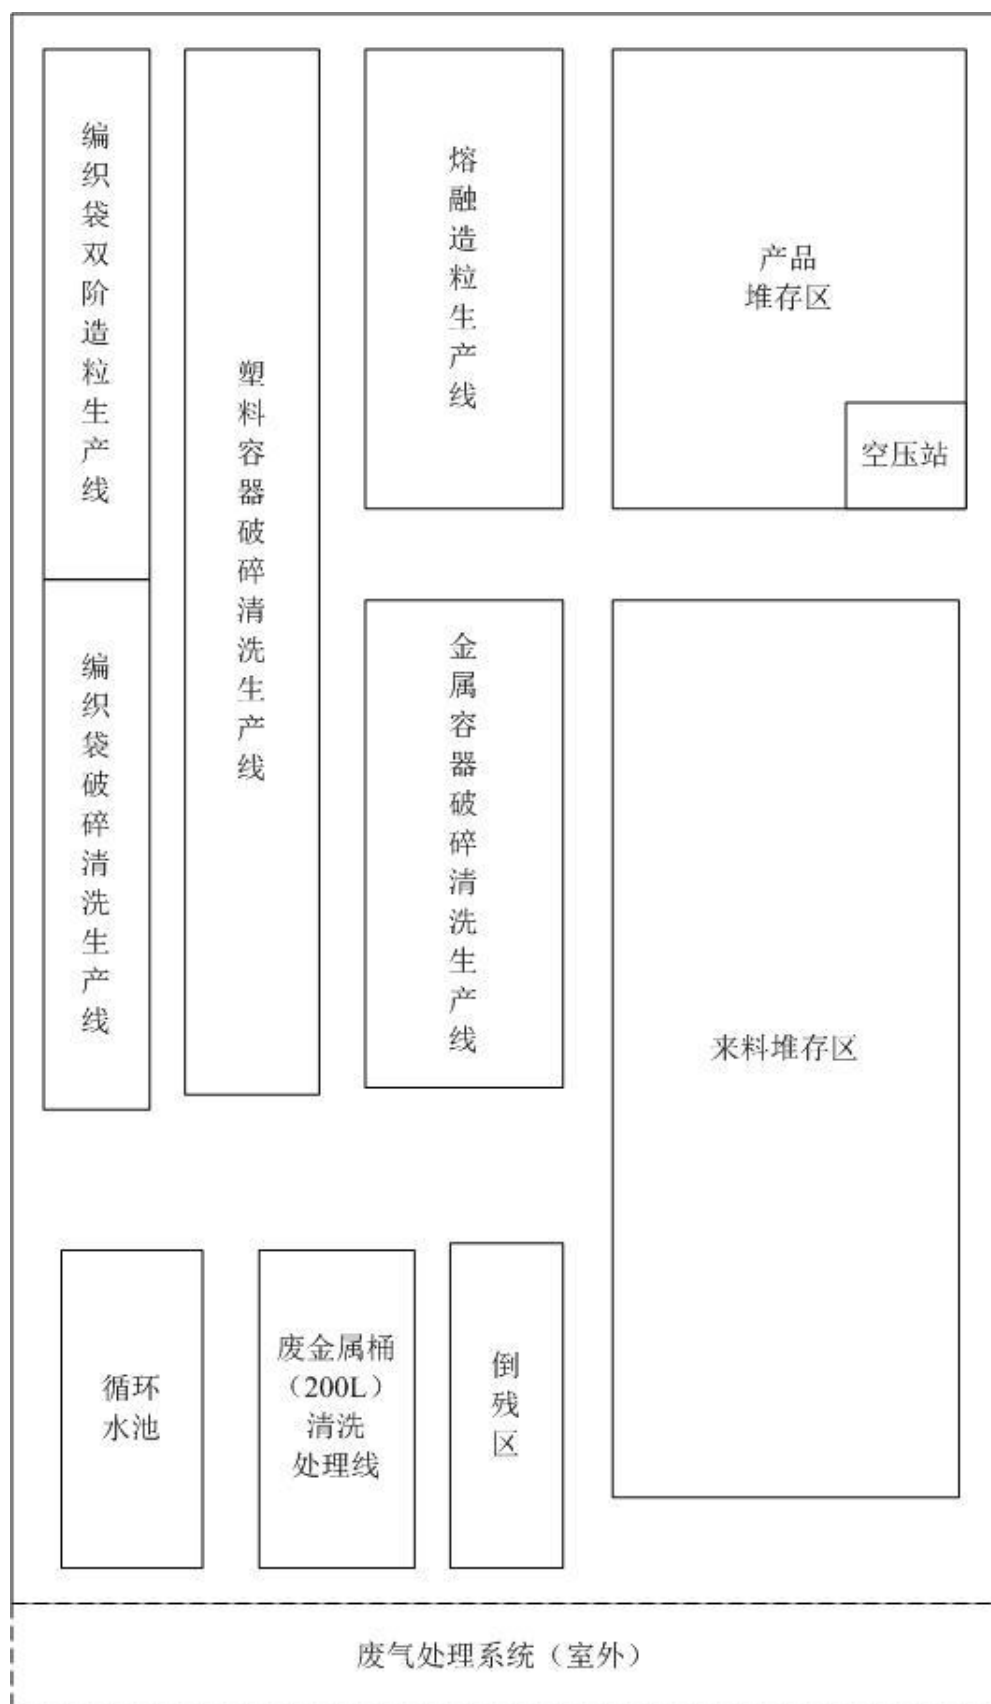 编织袋双阶造粒生产线
塑料容器破碎清洗生产线
熔融造粒生产线
产品
堆存区
空压站
编织袋破碎清洗生产线
金属容器破碎清洗生产线
来料堆存区
循环
水池
废金属桶
（200L）
清洗
处理线
倒残区
废气处理系统（室外）